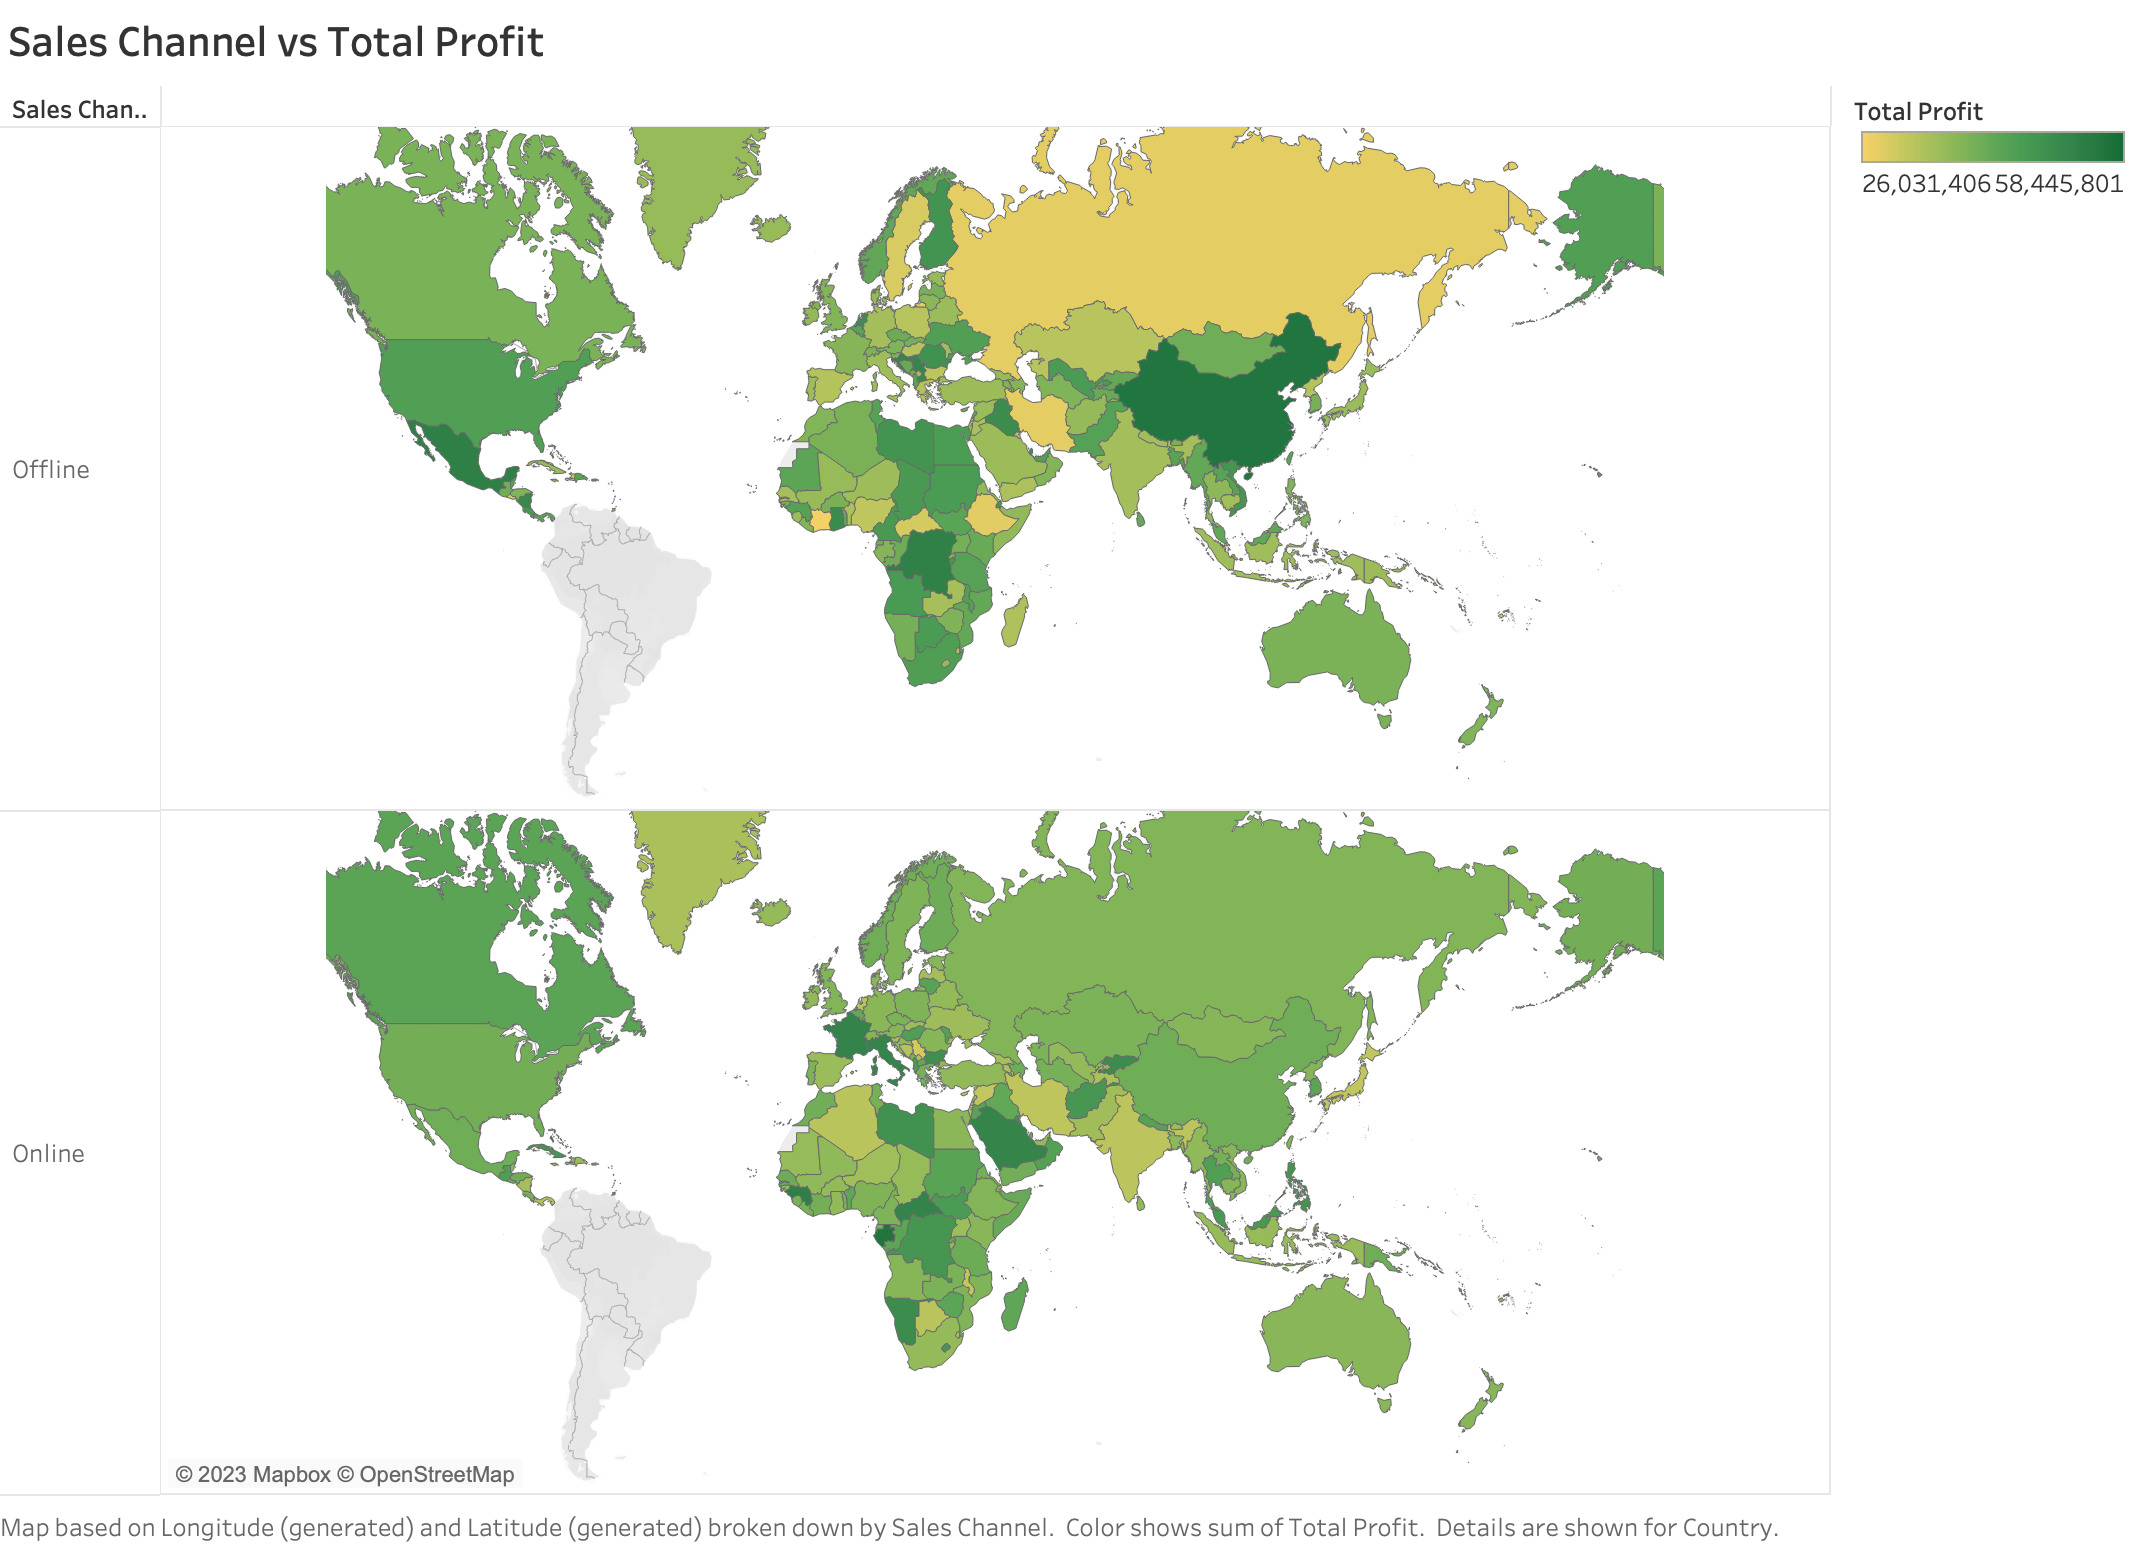 Sales Channel vs Total Profit
Sales Chan..
Total Profit
26,031,406 58,445,801
Offline
Online
© 2023 Mapbox © OpenStreetMap
Map based on Longitude (generated) and Latitude (generated) broken down by Sales Channel.  Color shows sum of Total Profit.  Details are shown for Country.